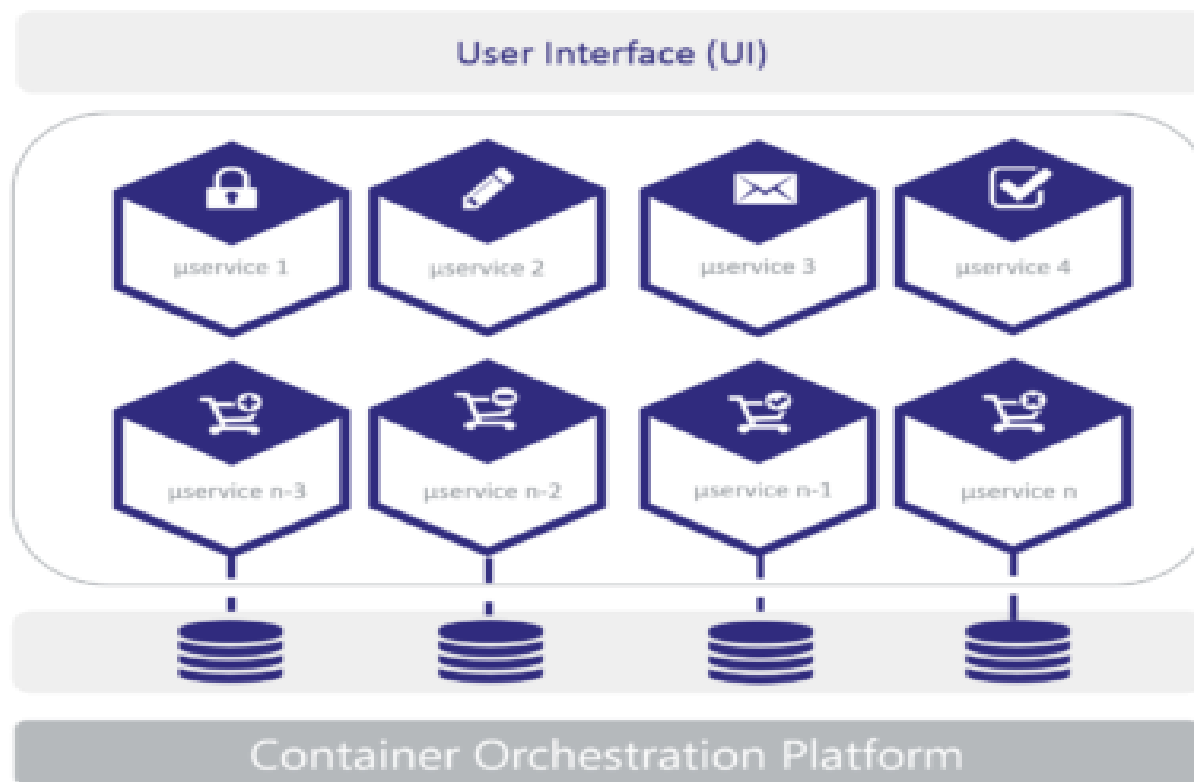 User Interface (UI)
μservice 1
μservice 2
μservice 3
μservice 4
μservice n-3
μservice n-2
μservice n-1
μservice n
Container Orchestration Platform